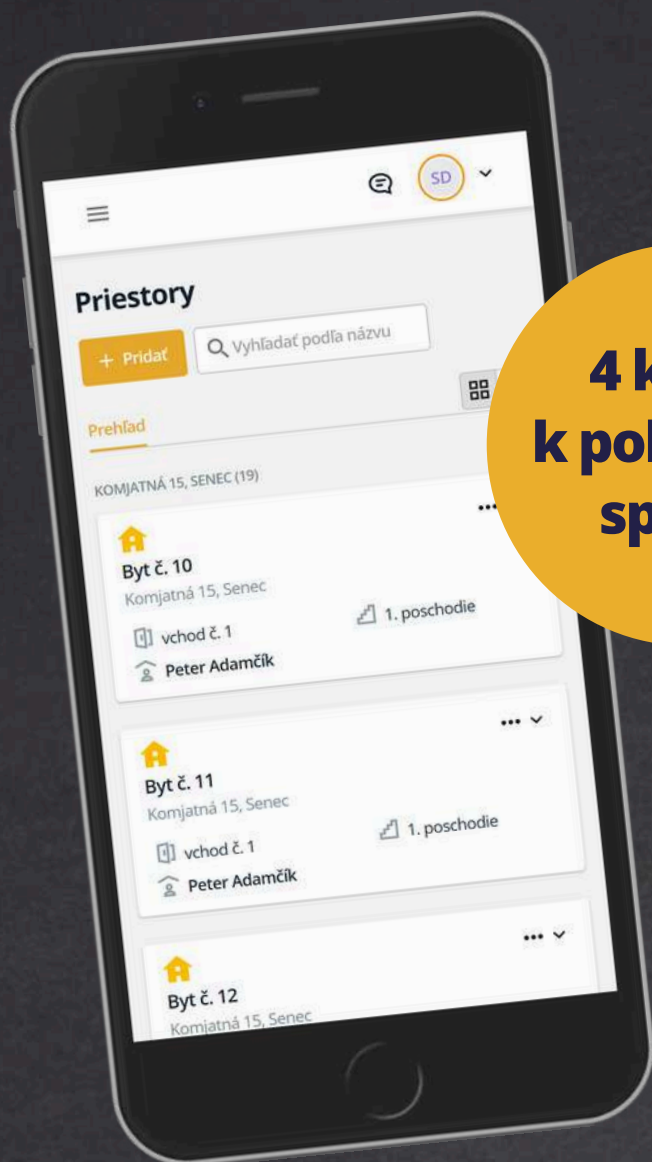 SD
Priestory
+ Pridať
Vyhľadať podľa názvu
Prehľad
KOMJATNÁ 15, SENEC (19)
Byt č. 10
Komjatná 15, Senec
vchod č. 1
1. poschodie
Peter Adamčík
Byt č. 11
Komjatná 15, Senec
vchod č. 1
1. poschodie
Peter Adamčík
Byt č. 12
Komjatná 15, Senec
4
k